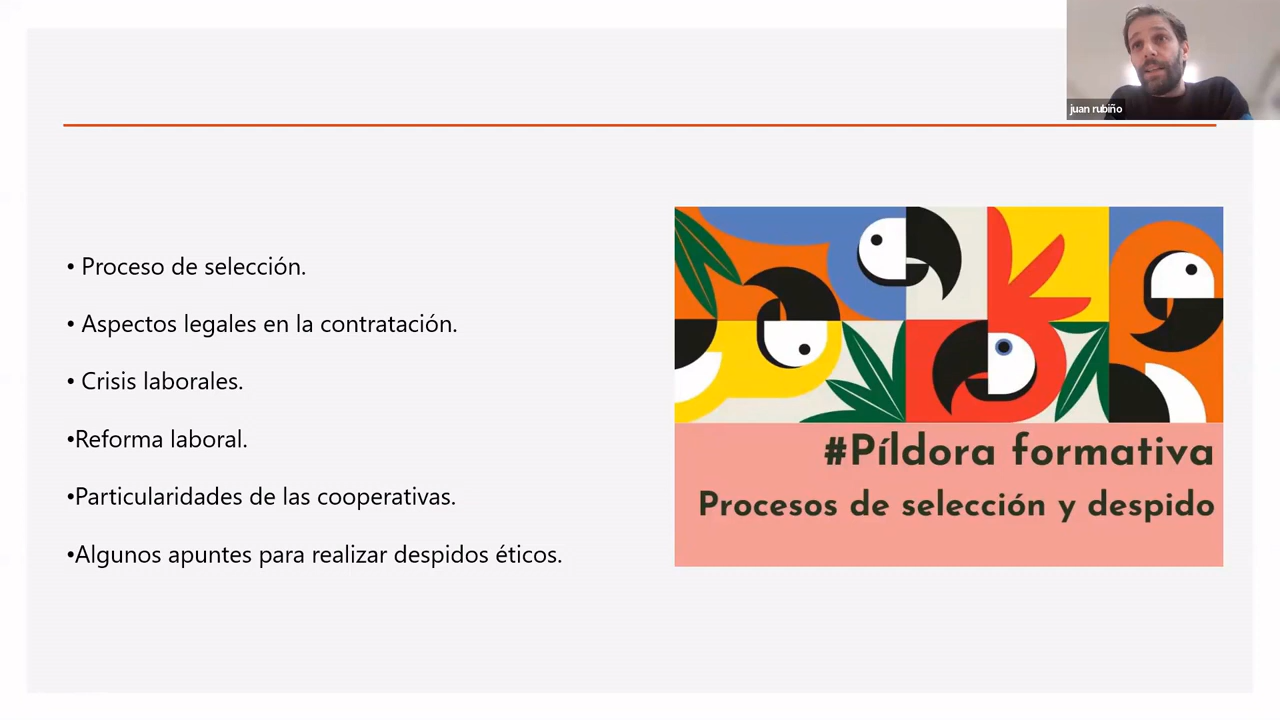 juan rubiño
• Proceso de selección.
• Aspectos legales en la contratación.
• Crisis laborales.
•Reforma laboral.
•Particularidades de las cooperativas.
•Algunos apuntes para realizar despidos éticos.
#Píldora formativa
Procesos de selección y despido